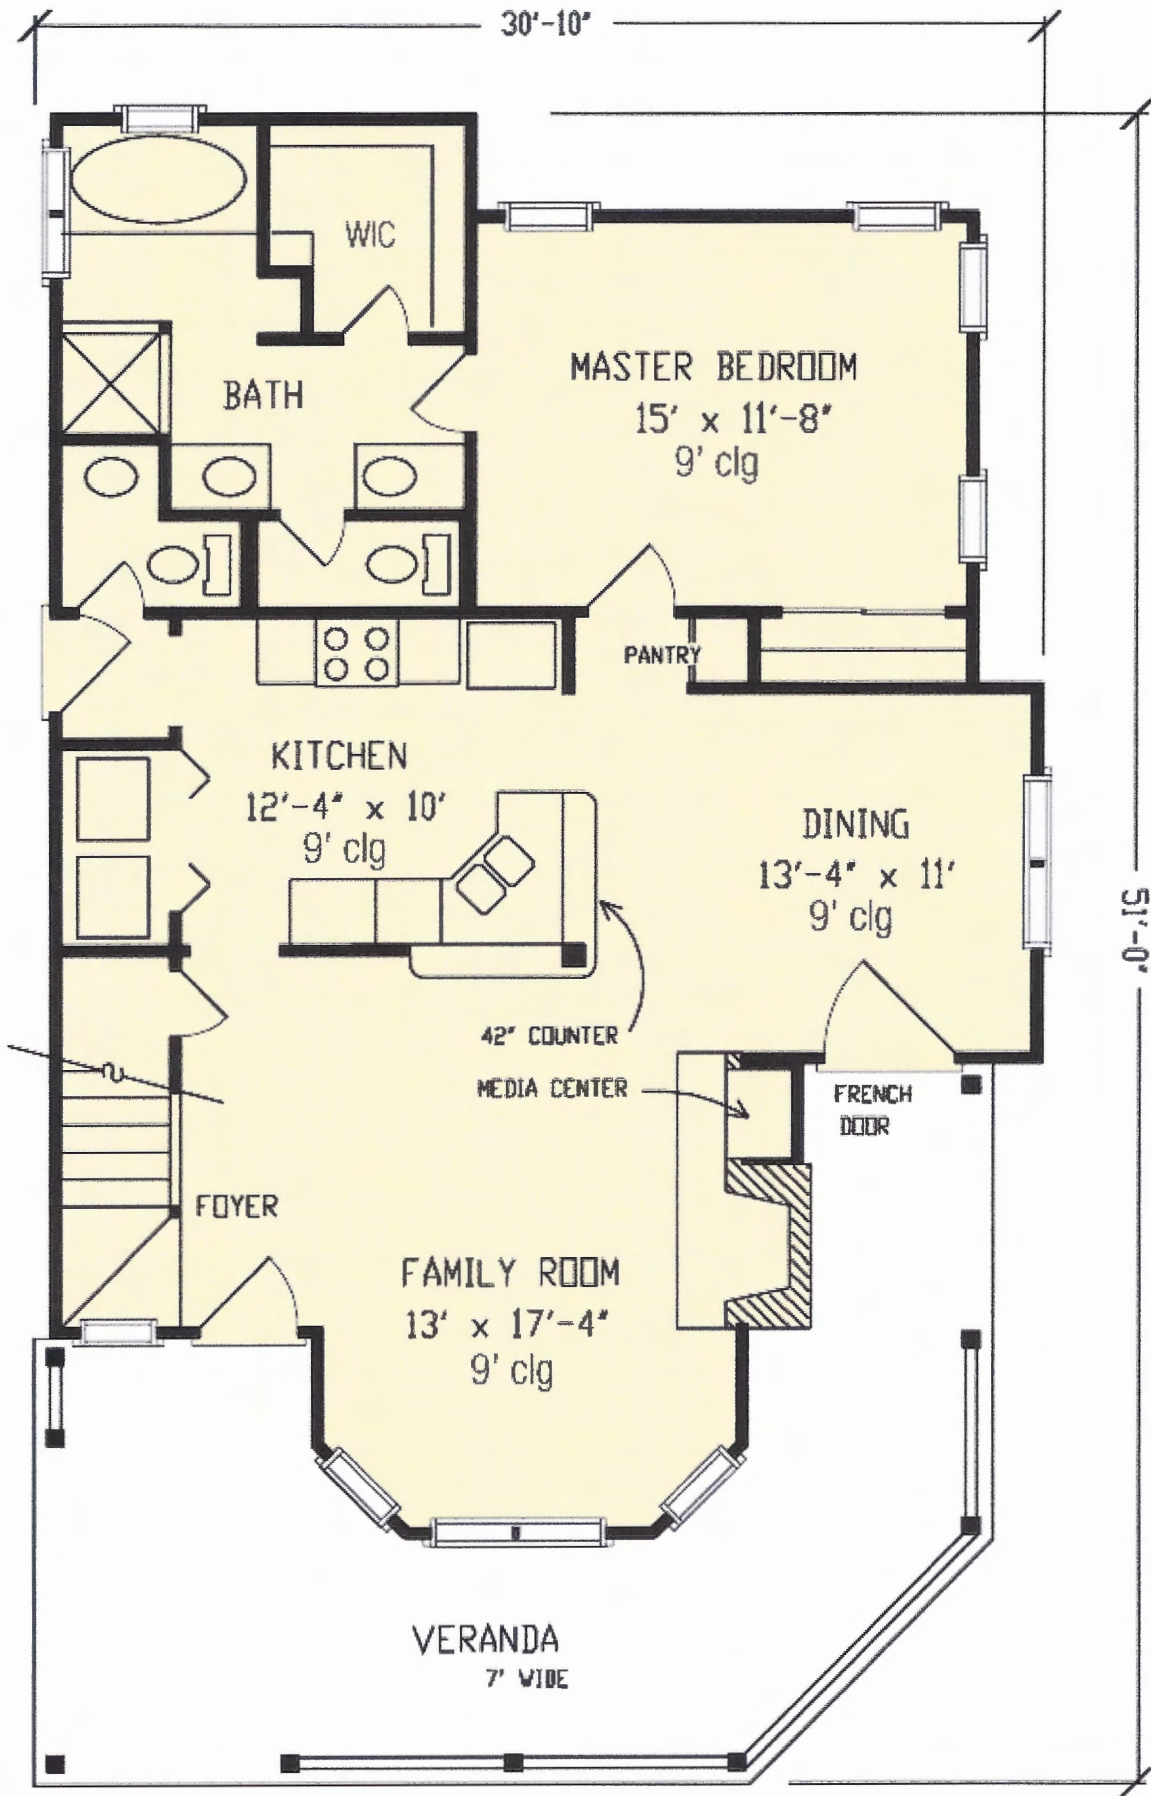 30'-10"
WIC
MASTER BEDROOM
15' x 11'-8"
9' clg
BATH
PANTRY
KITCHEN
12'-4" x 10'
9' clg
DINING
13'-4" x 11'
9' clg
51'-0"
42" COUNTER
MEDIA CENTER
FRENCH
DOOR
FOYER
FAMILY ROOM
13' x 17'-4"
9' clg
VERANDA
7' WIDE